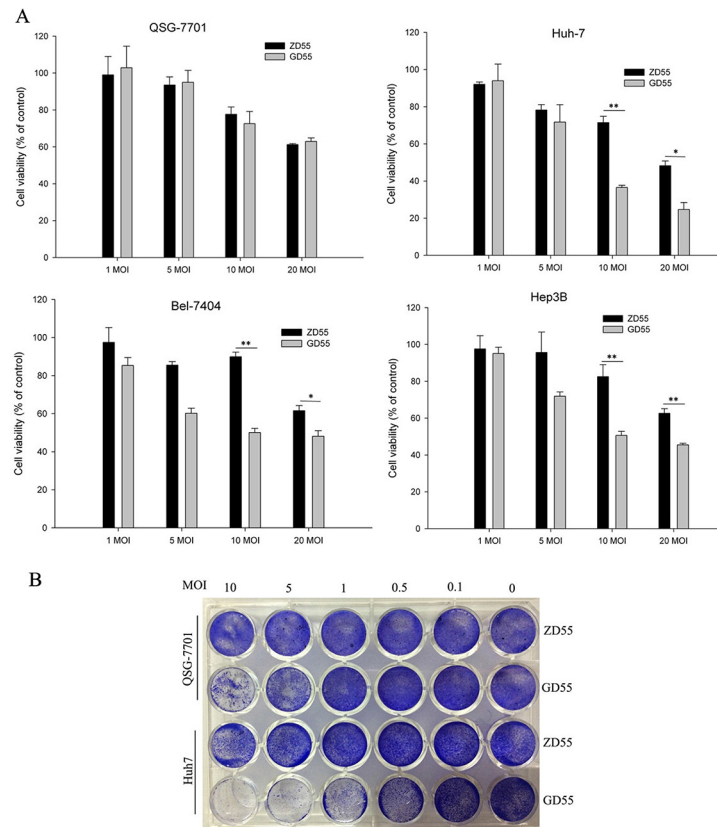 A
QSG-7701
ZD55
GD55
Cell viability (% of control)
120
100
80
60
40
20
0
1 MOI 5 MOI 10 MOI 20 MOI
Huh-7
ZD55
GD55
Cell viability (% of control)
120
100
80
60
40
20
0
**
*
1 MOI 5 MOI 10 MOI 20 MOI
Bel-7404
ZD55
GD55
Cell viability (% of control)
120
100
80
60
40
20
0
**
*
1 MOI 5 MOI 10 MOI 20 MOI
Hep3B
ZD55
GD55
Cell viability (% of control)
120
100
80
60
40
20
0
**
**
1 MOI 5 MOI 10 MOI 20 MOI
B
MOI 10 5 1 0.5 0.1 0
QSG-7701
ZD55
GD55
Huh7
ZD55
GD55